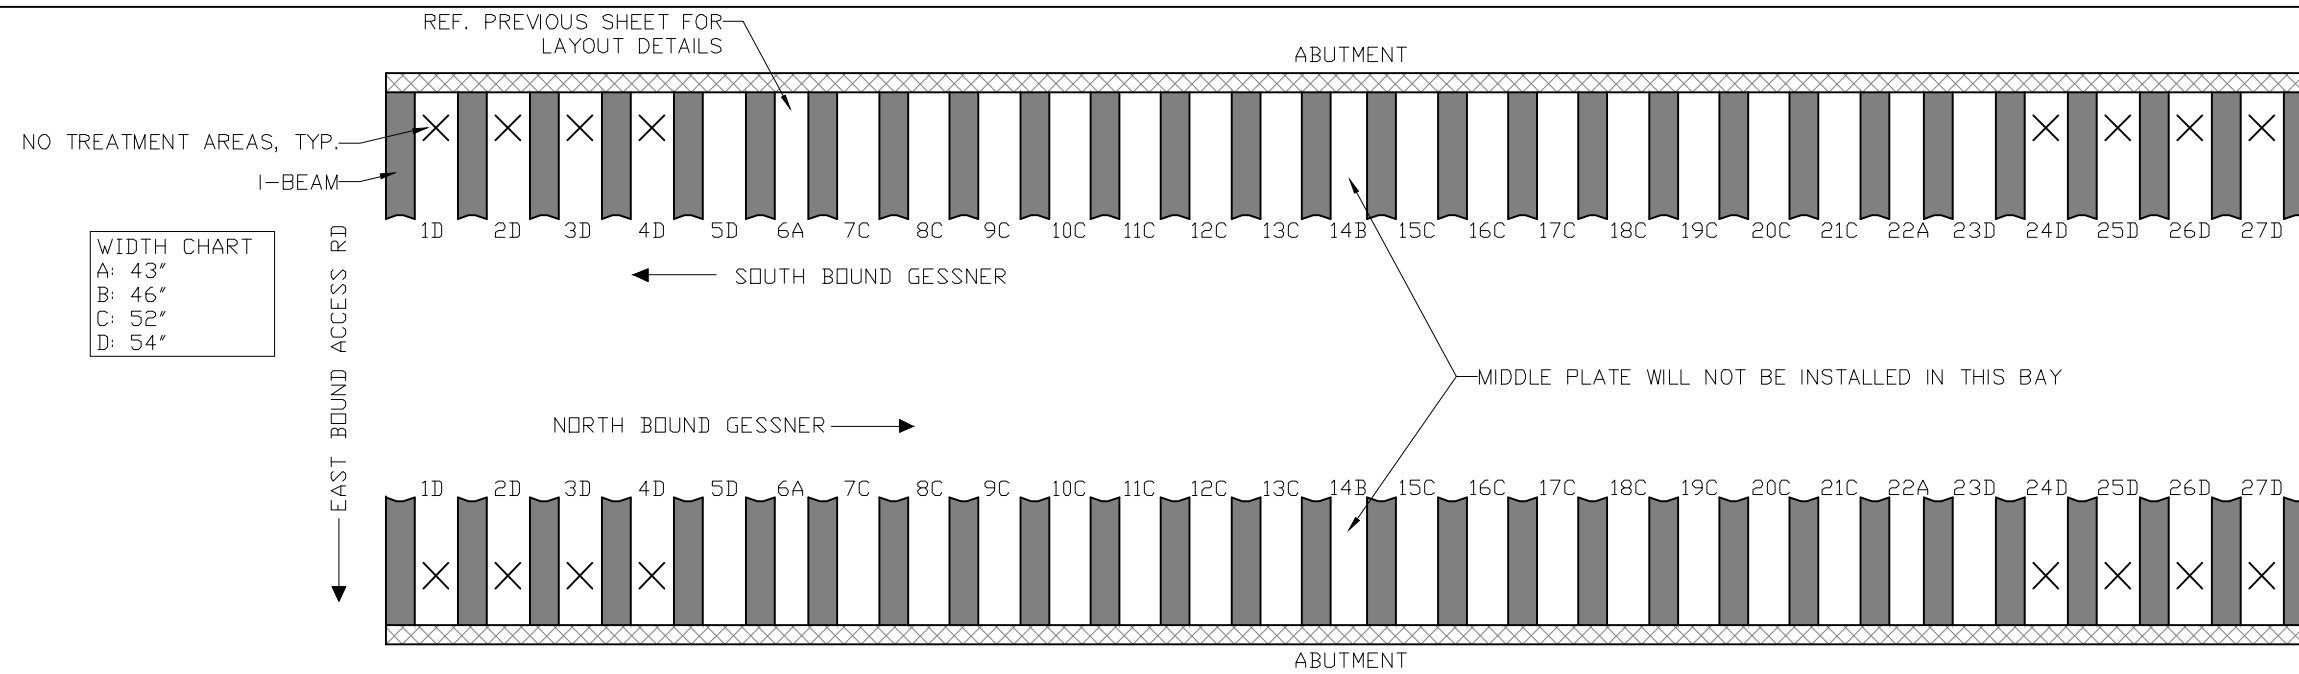 REF. PREVIOUS SHEET FOR
LAYOUT DETAILS
ABUTMENT
NO TREATMENT AREAS, TYP.
I-BEAM
1D 2D 3D 4D 5D 6A 7C 8C 9C 10C 11C 12C 13C 14B 15C 16C 17C 18C 19C 20C 21C 22A 23D 24D 25D 26D 27D
WIDTH CHART
A: 43"
B: 46"
C: 52"
D: 54"
EAST BOUND ACCESS RD
SOUTH BOUND GESSNER
MIDDLE PLATE WILL NOT BE INSTALLED IN THIS BAY
NORTH BOUND GESSNER
1D 2D 3D 4D 5D 6A 7C 8C 9C 10C 11C 12C 13C 14B 15C 16C 17C 18C 19C 20C 21C 22A 23D 24D 25D 26D 27D
ABUTMENT